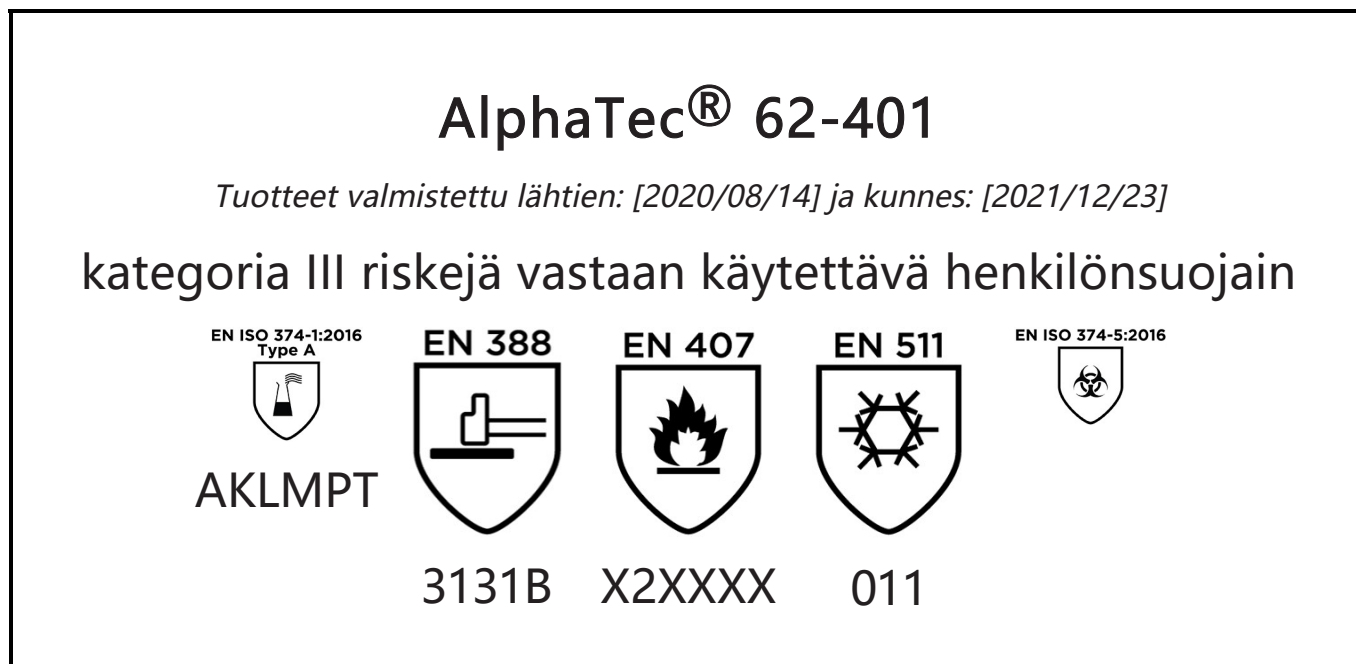 AlphaTec® 62-401
Tuotteet valmistettu lähtien: [2020/08/14] ja kunnes: [2021/12/23]
kategoria III riskejä vastaan käytettävä henkilönsuojain
EN ISO 374-1:2016
Type A
EN 388
EN 407
EN 511
EN ISO 374-5:2016
AKLMPT
3131B
X2XXXX
011